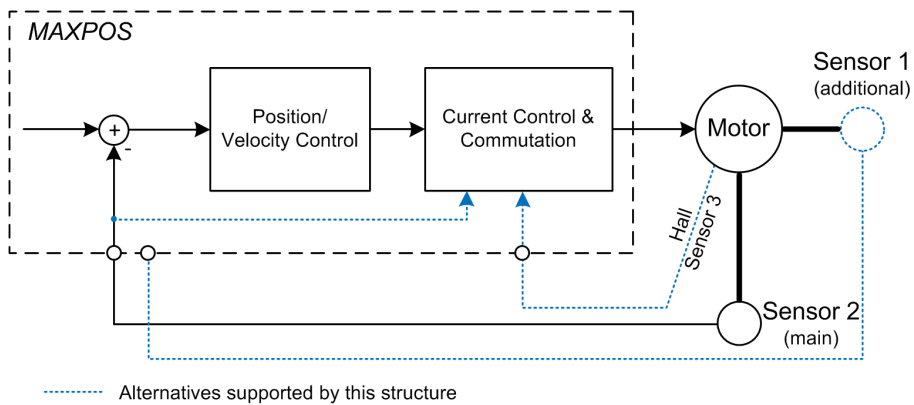 MAXPOS
Sensor 1
(additional)
Position/
Velocity Control
Current Control &
Commutation
Motor
+
-
Hall
Sensor 3
Sensor 2
(main)
Alternatives supported by this structure